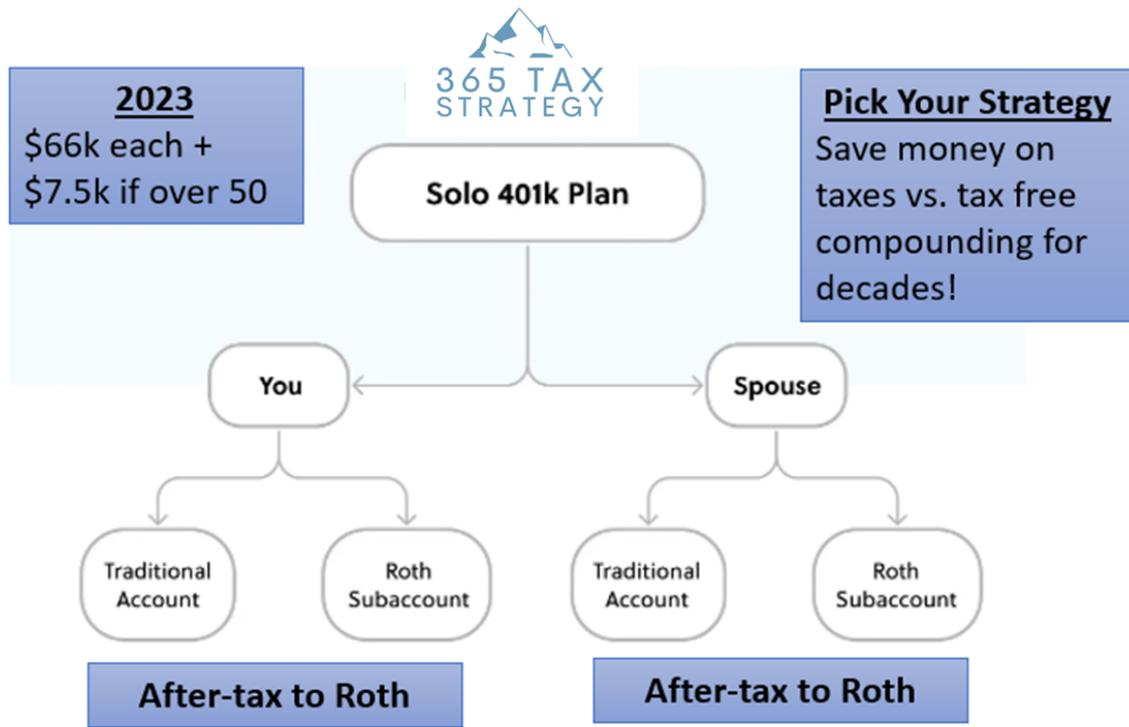 365 TAX
STRATEGY
2023
$66k each +
$7.5k if over 50
Pick Your Strategy
Save money on
taxes vs. tax free
compounding for
decades!
Solo 401k Plan
You
Spouse
Traditional
Account
Roth
Subaccount
Traditional
Account
Roth
Subaccount
After-tax to Roth
After-tax to Roth